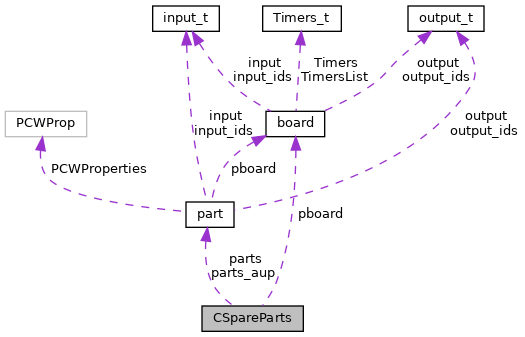 input_t
Timers_t
output_t
input
input_ids
Timers
TimersList
output
output_ids
PCWProp
board
input
input_ids
output
output_ids
PCWProperties
pboard
part
pboard
parts
parts_aup
CSpareParts